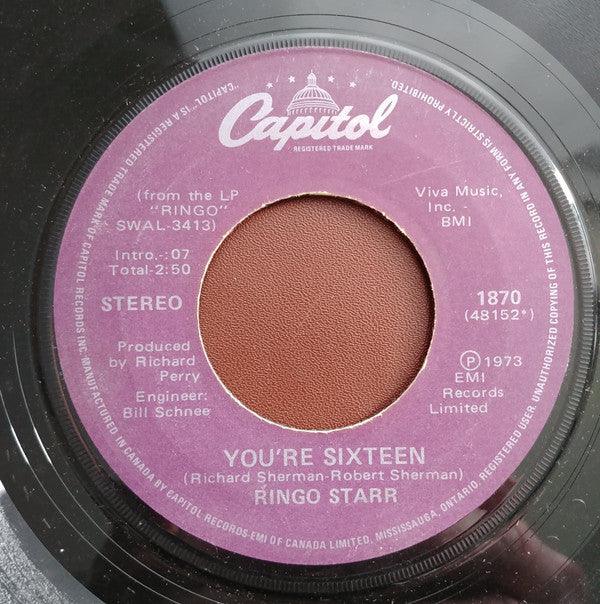 Capitol
REGISTERED TRADE MARK
(from the LP
"RINGO"
SWAL-3413)
Intro.-:07
Total-2:50
STEREO
Produced
by Richard
Perry
Engineer:
Bill Schnee
Viva Music,
Inc. -
BMI
1870
(48152*)
Ⓟ 1973
EMI
Records
Limited
YOU'RE SIXTEEN
(Richard Sherman-Robert Sherman)
RINGO STARR
"CAPITOL" IS A REGISTERED TRADE MARK OF CAPITOL RECORDS INC. MANUFACTURED IN CANADA BY CAPITOL RECORDS-EMI OF CANADA LIMITED, MISSISSAUGA, ONTARIO. REGISTERED USER. UNAUTHORIZED COPYING OF THIS RECORD IN ANY FORM IS STRICTLY PROHIBITED.